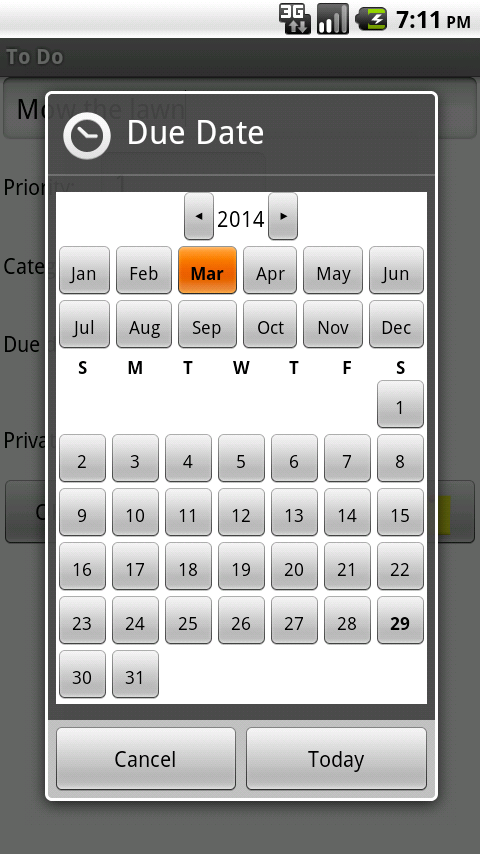 3G 7:11 PM
To Do
Mow the lawn
Due Date
Priority: 1
◄ 2014 ►
Jan Feb Mar Apr May Jun
Jul Aug Sep Oct Nov Dec
S M T W T F S
1
2 3 4 5 6 7 8
9 10 11 12 13 14 15
16 17 18 19 20 21 22
23 24 25 26 27 28 29
30 31
Due
Cancel Today